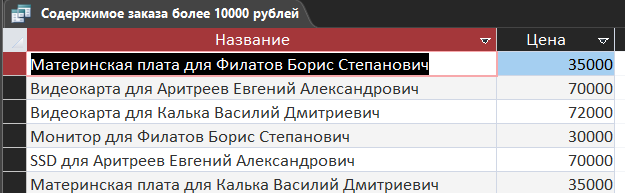 Содержимое заказа более 10000 рублей
Название Цена
Материнская плата для Филатов Борис Степанович 35000
Видеокарта для Аритреев Евгений Александрович 70000
Видеокарта для Калька Василий Дмитриевич 72000
Монитор для Филатов Борис Степанович 30000
SSD для Аритреев Евгений Александрович 70000
Материнская плата для Калька Василий Дмитриевич 35000